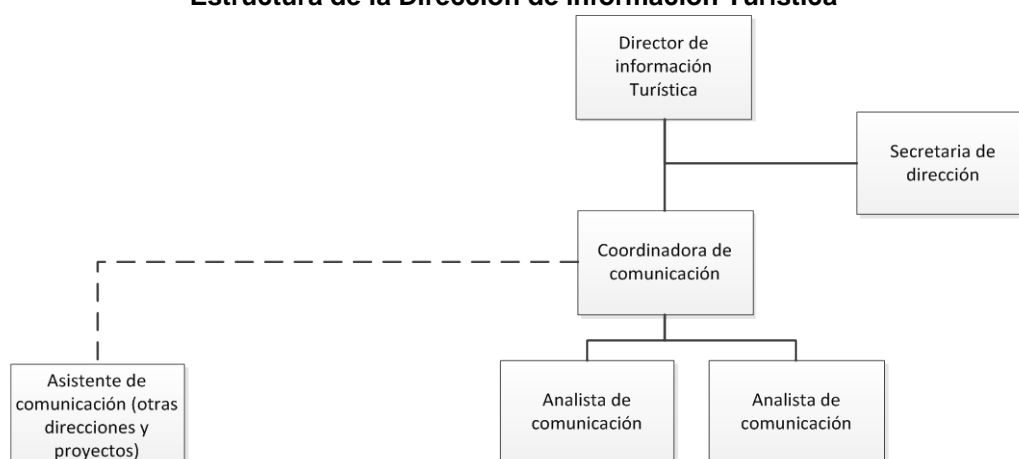 Estructura de la Dirección de Información Turística
Director de
información
Turística
Secretaria de
dirección
Coordinadora de
comunicación
Asistente de
comunicación (otras
direcciones y
proyectos)
Analista de
comunicación
Analista de
comunicación